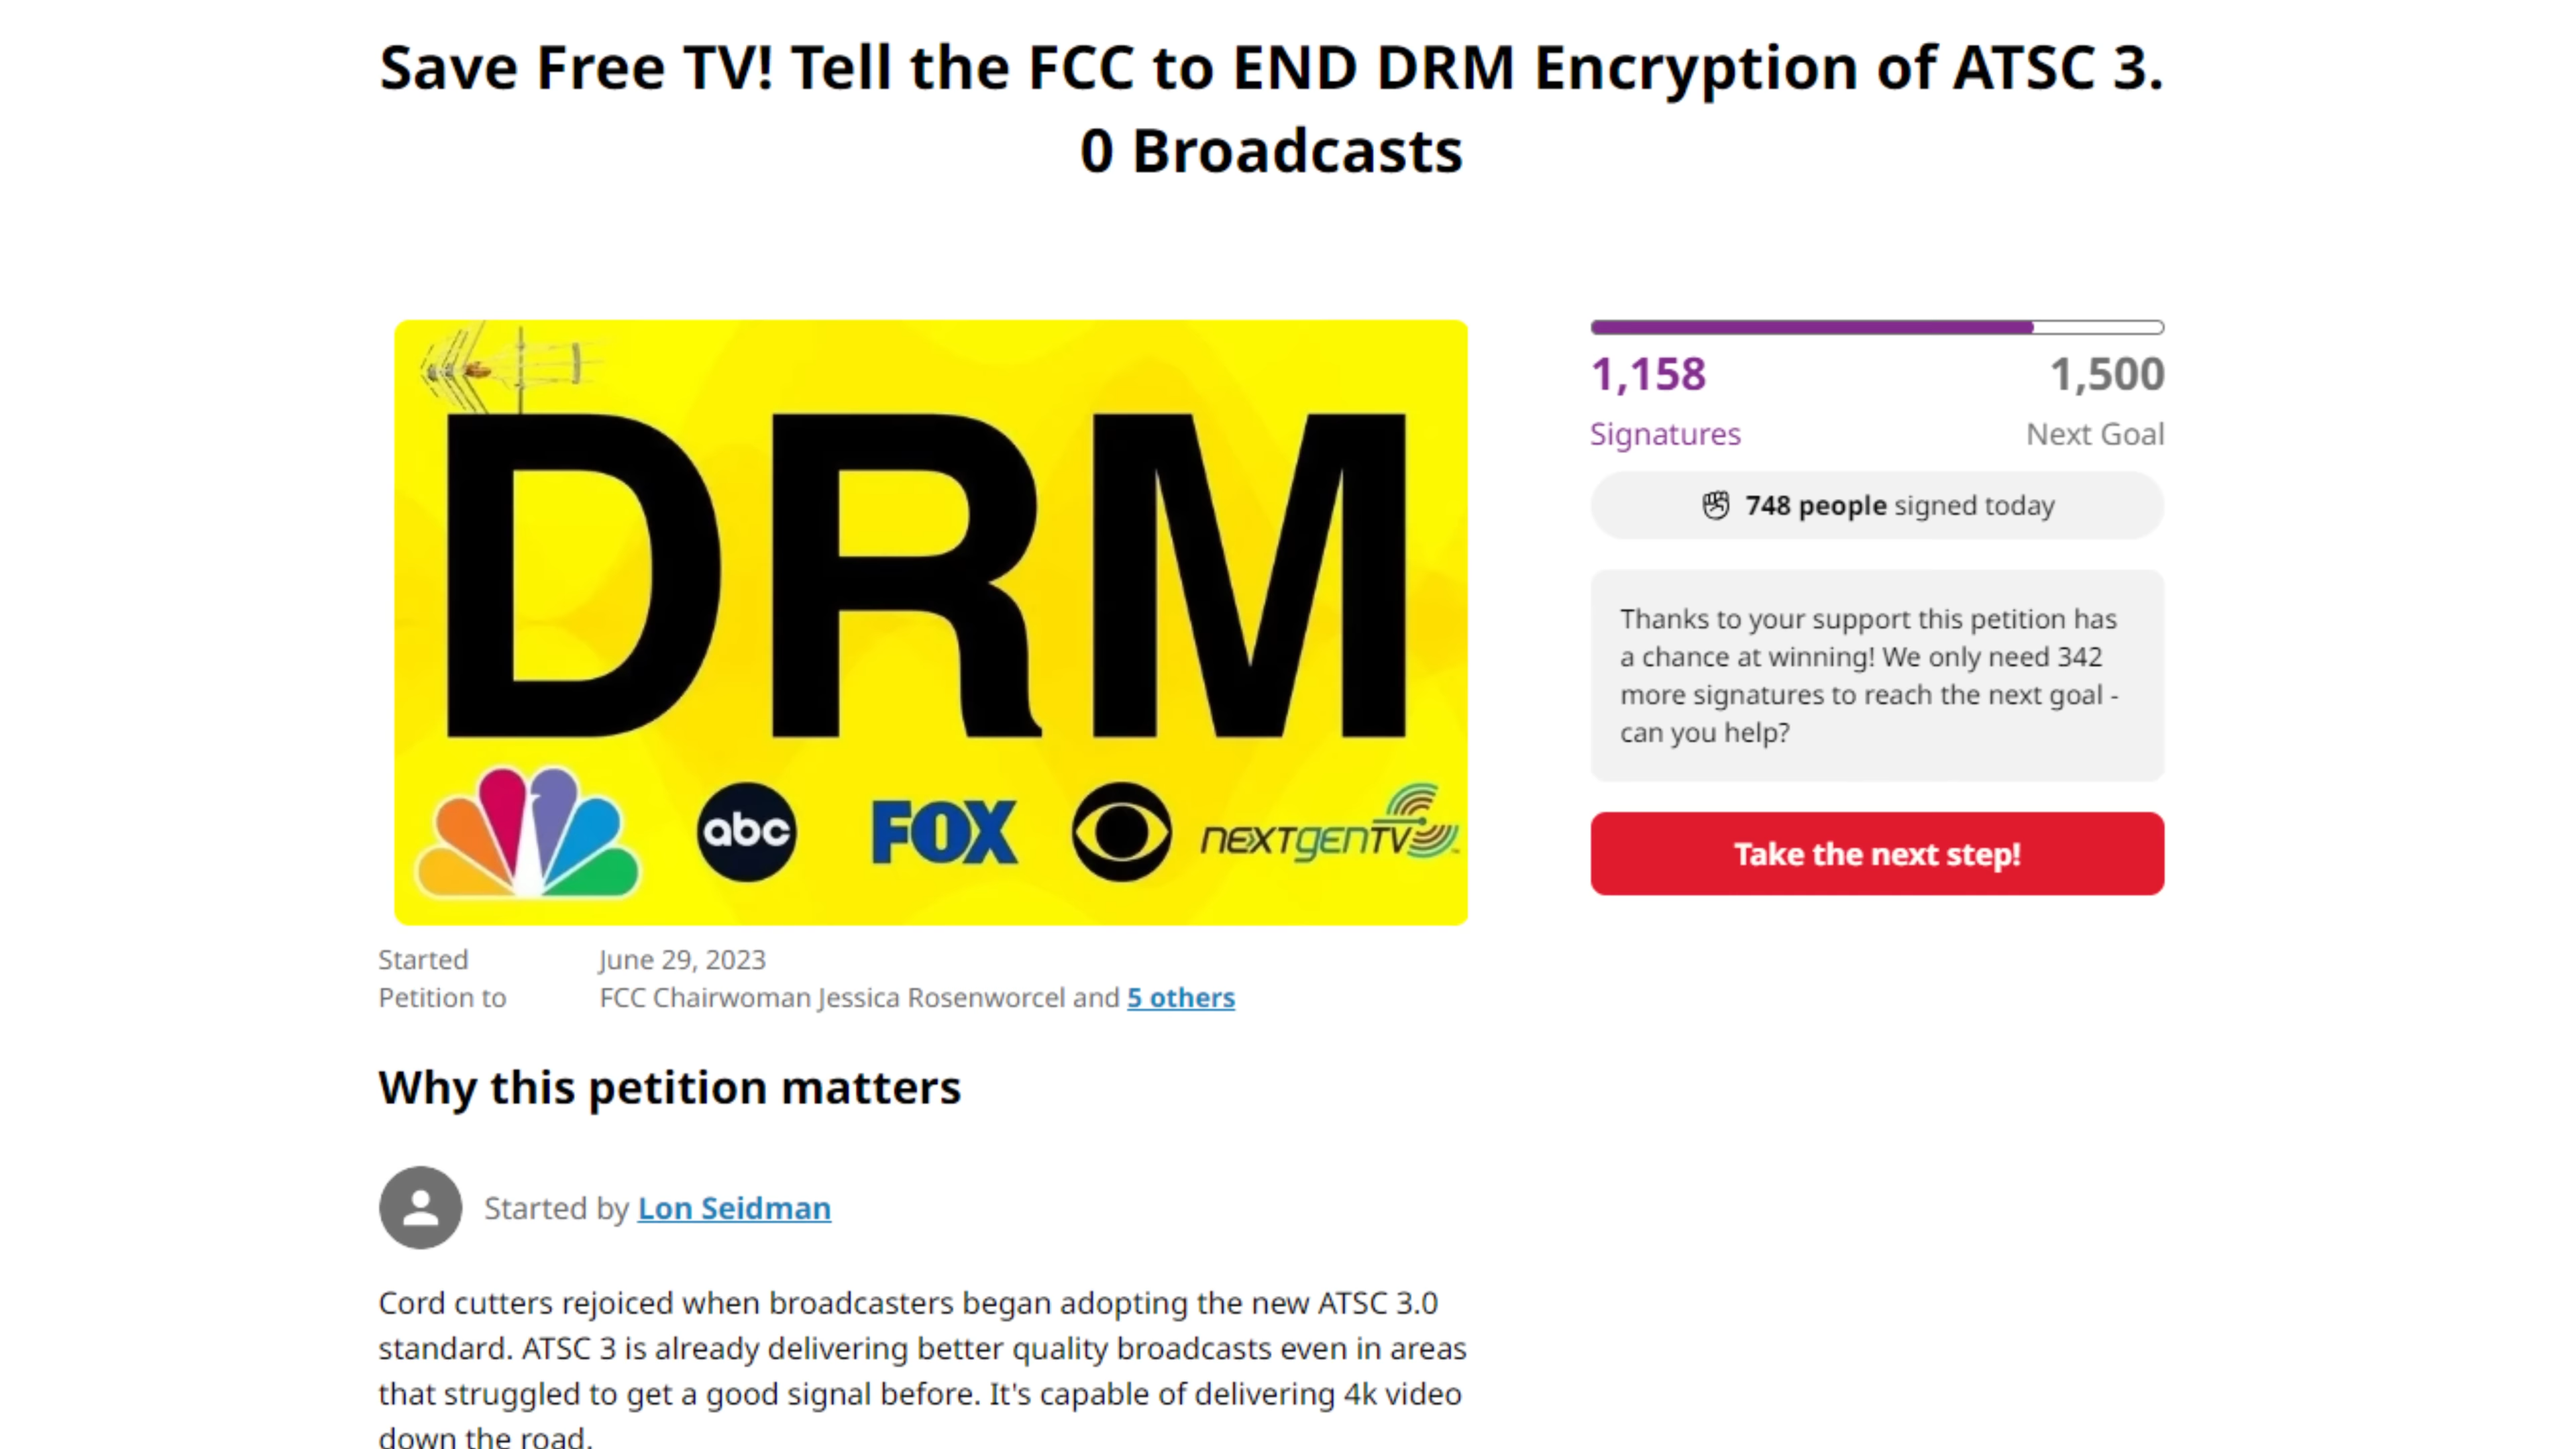 Save Free TV! Tell the FCC to END DRM Encryption of ATSC 3.
0 Broadcasts
DRM
abc
FOX
NEXTGENTV
1,158
1,500
Signatures
Next Goal
748 people signed today
Thanks to your support this petition has
a chance at winning! We only need 342
more signatures to reach the next goal -
can you help?
Take the next step!
Started June 29, 2023
Petition to FCC Chairwoman Jessica Rosenworcel and 5 others
Why this petition matters
Started by Lon Seidman
Cord cutters rejoiced when broadcasters began adopting the new ATSC 3.0
standard. ATSC 3 is already delivering better quality broadcasts even in areas
that struggled to get a good signal before. It's capable of delivering 4k video
down the road.